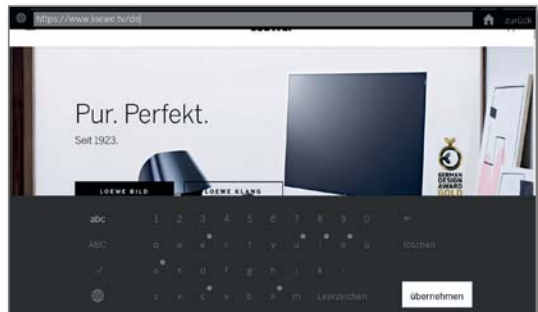 https://www.loewe.tv/de
zurück
Pur. Perfekt.
Seit 1923.
LOEWE BILD
LOEWE KLANG
GERMAN
DESIGN
AWARD
GOLD
abc 1 2 3 4 5 6 7 8 9 0
ABC q w e r t y u i o p löschen
a s d f g h j k l
z x c v b n m Leerzeichen übernehmen